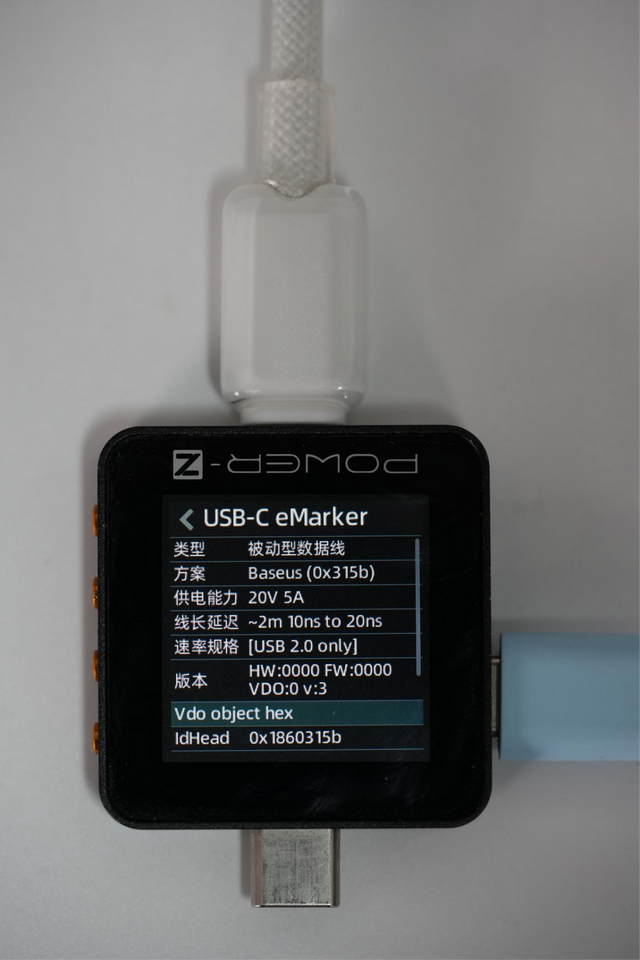 POWER-Z
USB-C eMarker
类型 被动型数据线
方案 Baseus (0x315b)
供电能力 20V 5A
线长延迟 ~2m 10ns to 20ns
速率规格 [USB 2.0 only]
版本 HW:0000 FW:0000
VDO:0 v:3
Vdo object hex
IdHead 0x1860315b